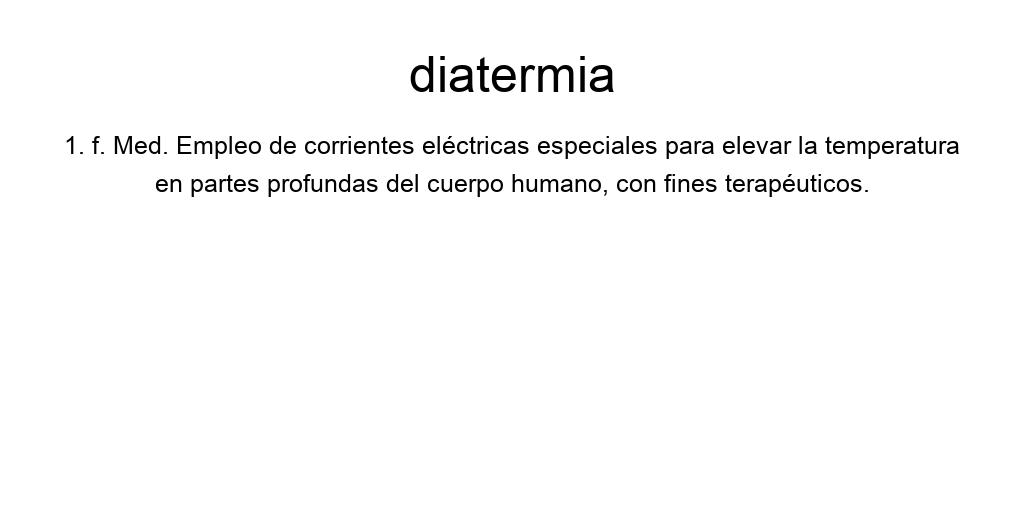 diatermia
1. f. Med. Empleo de corrientes eléctricas especiales para elevar la temperatura
en partes profundas del cuerpo humano, con fines terapéuticos.